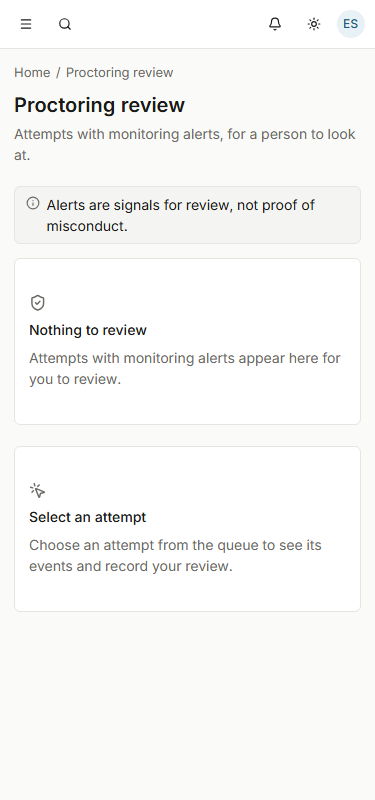 ES
Home / Proctoring review
Proctoring review
Attempts with monitoring alerts, for a person to look
at.
Alerts are signals for review, not proof of
misconduct.
Nothing to review
Attempts with monitoring alerts appear here for
you to review.
Select an attempt
Choose an attempt from the queue to see its
events and record your review.